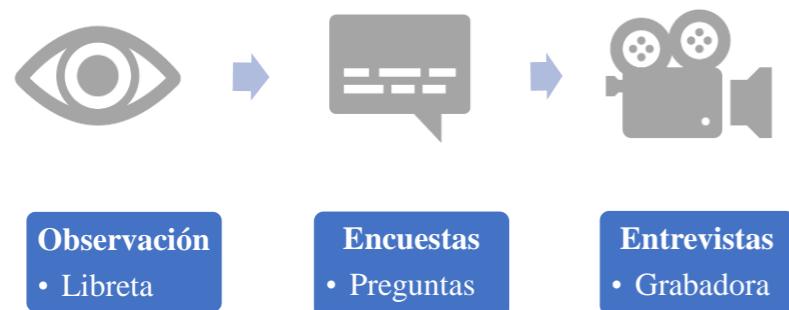 Observación
• Libreta
Encuestas
• Preguntas
Entrevistas
• Grabadora